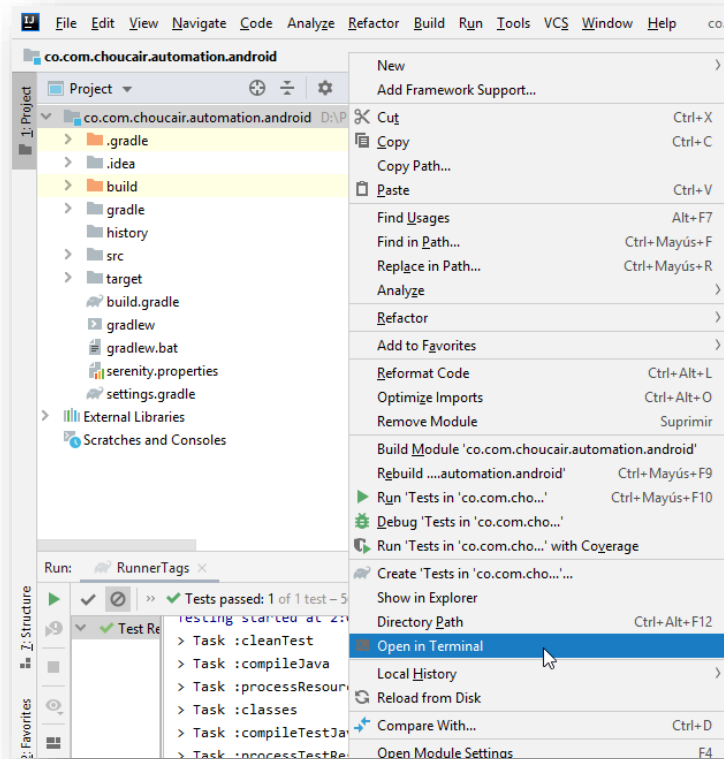 File Edit View Navigate Code Analyze Refactor Build Run Tools VCS Window Help co.
co.com.choucair.automation.android
1: Project
Project
co.com.choucair.automation.android D:\P
.gradle
.idea
build
gradle
history
src
target
build.gradle
gradlew
gradlew.bat
serenity.properties
settings.gradle
External Libraries
Scratches and Consoles
New
Add Framework Support...
Cut Ctrl+X
Copy Ctrl+C
Copy Path...
Paste Ctrl+V
Find Usages Alt+F7
Find in Path... Ctrl+Mayús+F
Replace in Path... Ctrl+Mayús+R
Analyze
Refactor
Add to Favorites
Reformat Code Ctrl+Alt+L
Optimize Imports Ctrl+Alt+O
Remove Module Suprimir
Build Module 'co.com.choucair.automation.android'
Rebuild ....automation.android' Ctrl+Mayús+F9
Run 'Tests in 'co.com.cho...' Ctrl+Mayús+F10
Debug 'Tests in 'co.com.cho...'
Run 'Tests in 'co.com.cho...' with Coverage
Create 'Tests in 'co.com.cho...'...
Show in Explorer
Directory Path Ctrl+Alt+F12
Open in Terminal
Local History
Reload from Disk
Compare With... Ctrl+D
Open Module Settings F4
Run: RunnerTags
Tests passed: 1 of 1 test – 5
Test Re
Testing started at 2:
> Task :cleanTest
> Task :compileJava
> Task :processResour
> Task :classes
> Task :compileTestJa
> Task :processTestRe
Z: Structure
Favorites